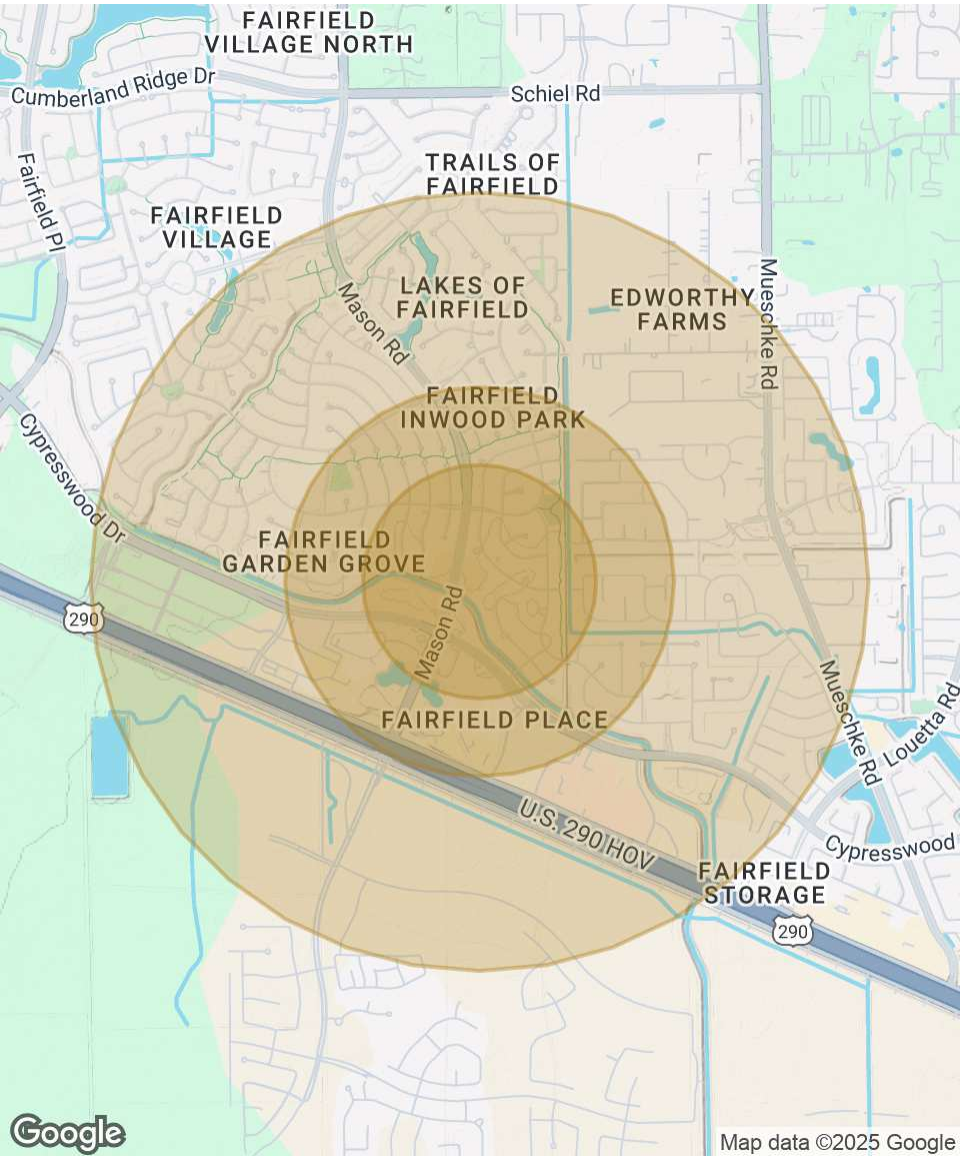 FAIRFIELD
VILLAGE NORTH
Cumberland Ridge Dr
Schiel Rd
Fairfield Pl
TRAILS OF
FAIRFIELD
FAIRFIELD
VILLAGE
Mason Rd
LAKES OF
FAIRFIELD
EDWORTHY
FARMS
Mueschke Rd
FAIRFIELD
INWOOD PARK
Cypresswood Dr
FAIRFIELD
GARDEN GROVE
290
Mason Rd
FAIRFIELD PLACE
Mueschke Rd
Louetta Rd
U.S. 290 HOV
Cypresswood
FAIRFIELD
STORAGE
290
Google
Map data ©2025 Google